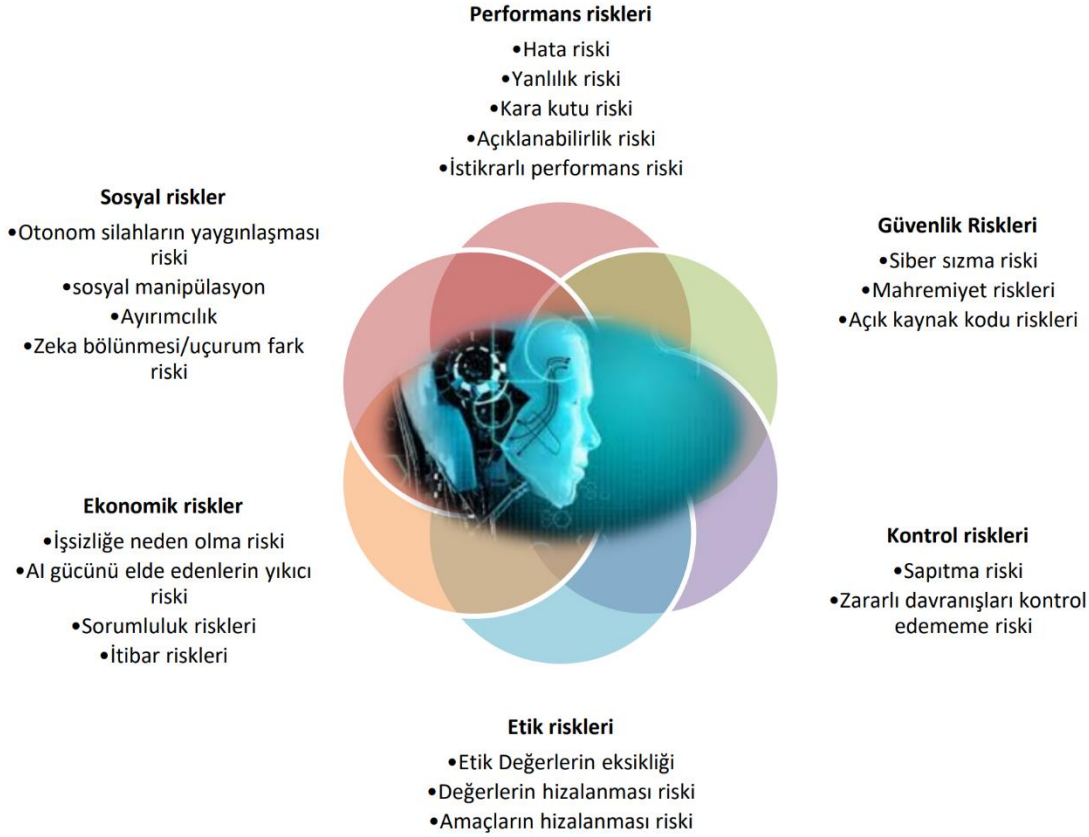 Performans riskleri
•Hata riski
•Yanlılık riski
•Kara kutu riski
•Açıklanabilirlik riski
•İstikrarlı performans riski
Sosyal riskler
•Otonom silahların yaygınlaşması
riski
•sosyal manipülasyon
•Ayırımcılık
•Zeka bölünmesi/uçurum fark
riski
Güvenlik Riskleri
•Siber sızma riski
•Mahremiyet riskleri
•Açık kaynak kodu riskleri
Ekonomik riskler
•İşsizliğe neden olma riski
•AI gücünü elde edenlerin yıkıcı
riski
•Sorumluluk riskleri
•İtibar riskleri
Kontrol riskleri
•Sapıtma riski
•Zararlı davranışları kontrol
edememe riski
Etik riskleri
•Etik Değerlerin eksikliği
•Değerlerin hizalanması riski
•Amaçların hizalanması riski